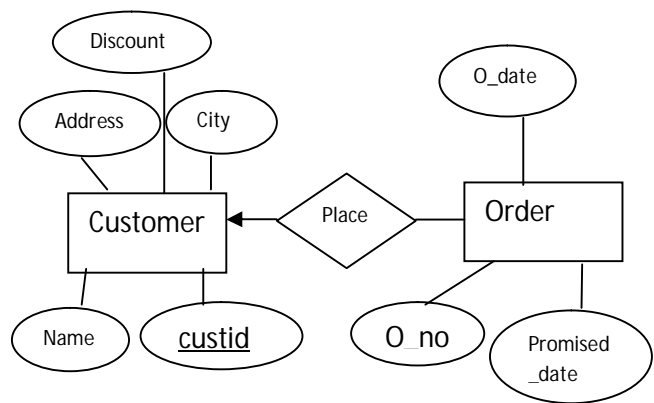 Discount
O_date
Address
City
Customer
Place
Order
Name
custid
O_no
Promised
_date